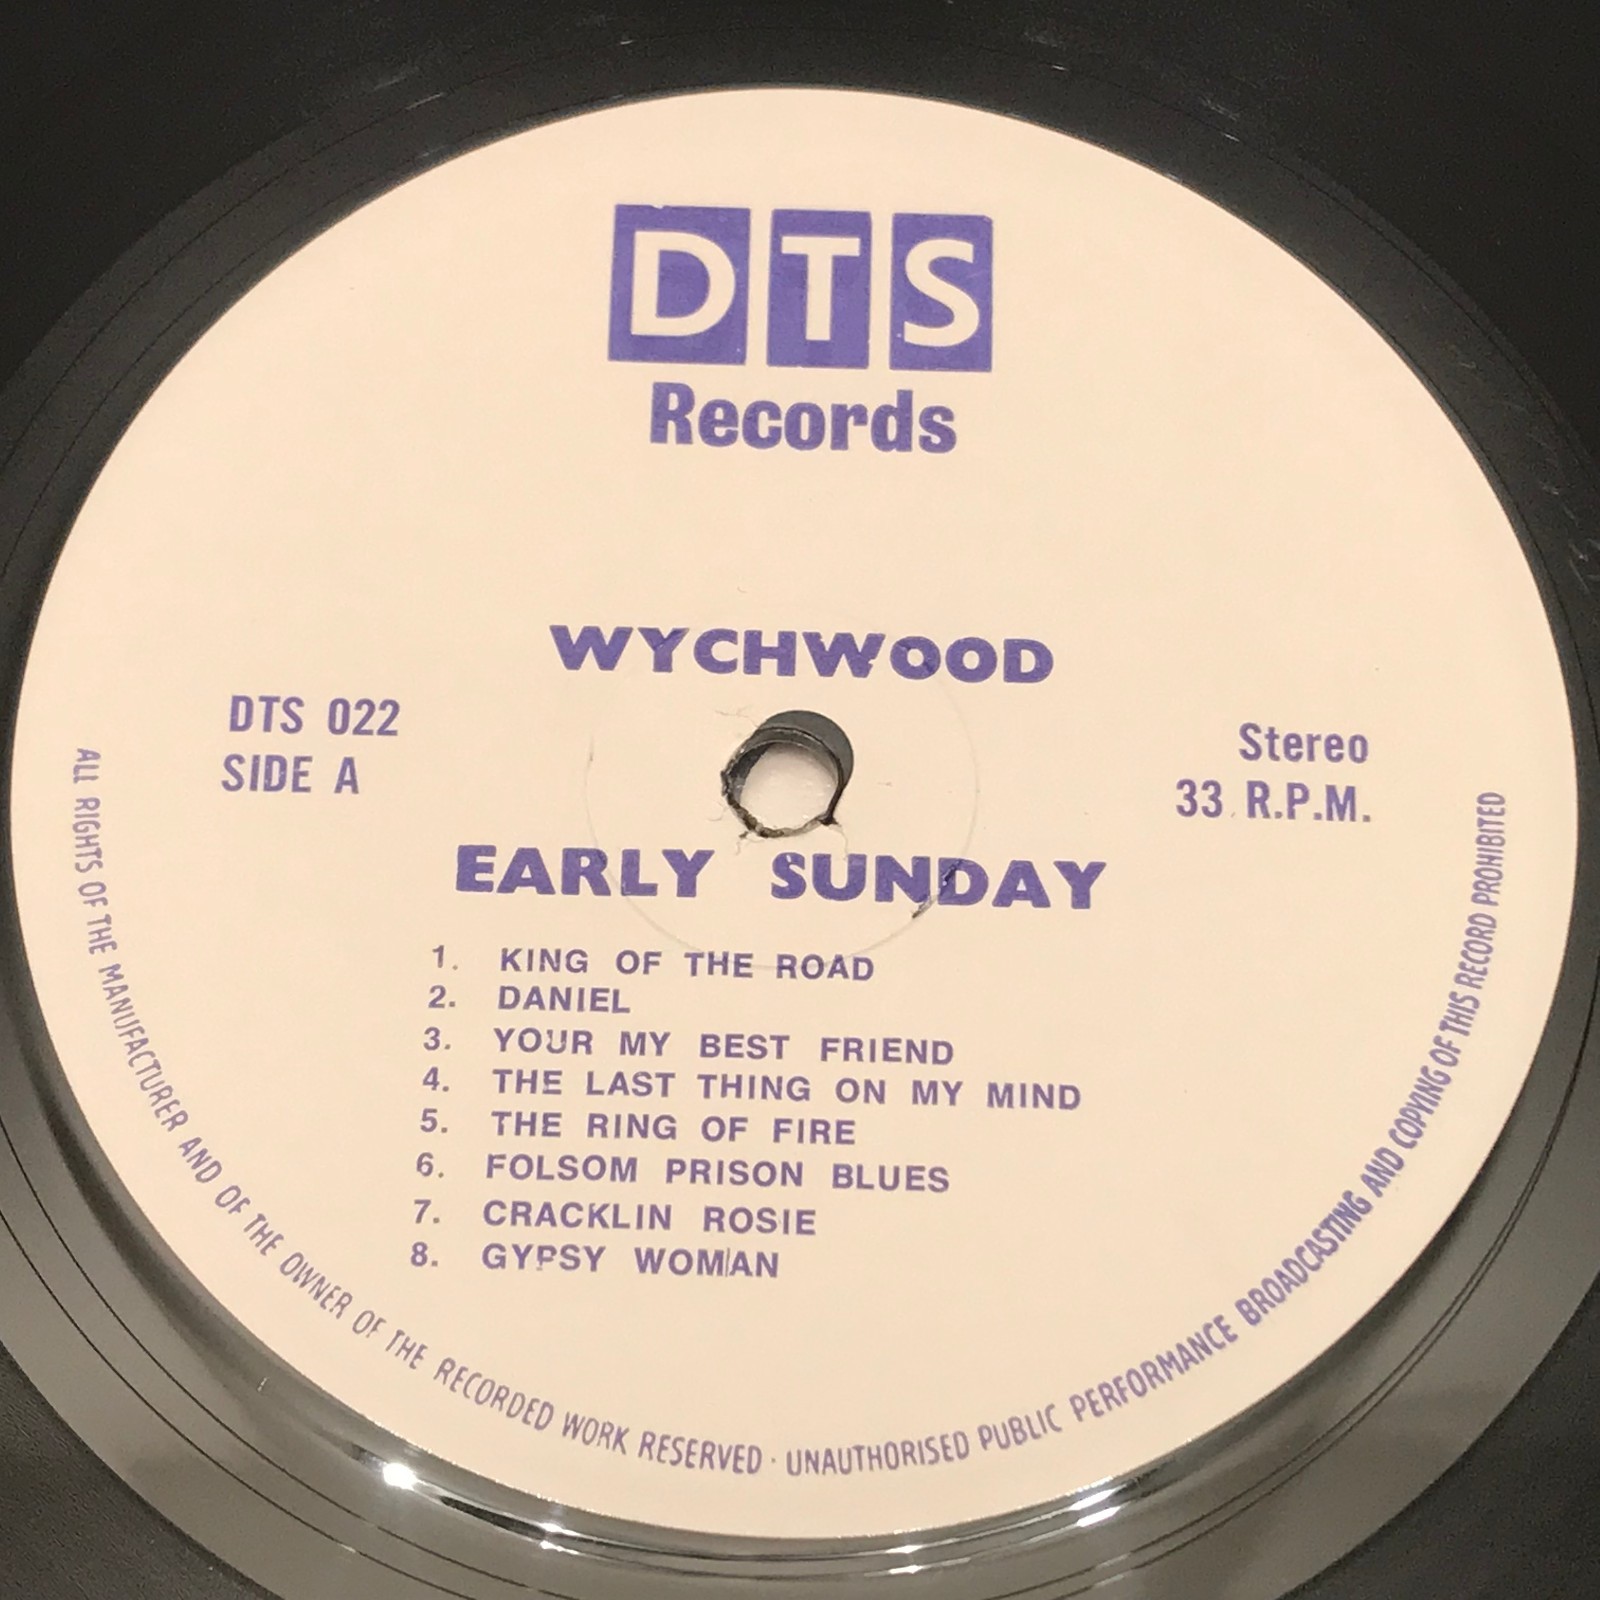 DTS
Records
WYCHWOOD
DTS 022
SIDE A
Stereo
33 R.P.M.
EARLY SUNDAY
1. KING OF THE ROAD
2. DANIEL
3. YOUR MY BEST FRIEND
4. THE LAST THING ON MY MIND
5. THE RING OF FIRE
6. FOLSOM PRISON BLUES
7. CRACKLIN ROSIE
8. GYPSY WOMAN
ALL RIGHTS OF THE MANUFACTURER AND OF THE OWNER OF THE RECORDED WORK RESERVED · UNAUTHORISED PUBLIC PERFORMANCE BROADCASTING AND COPYING OF THIS RECORD PROHIBITED